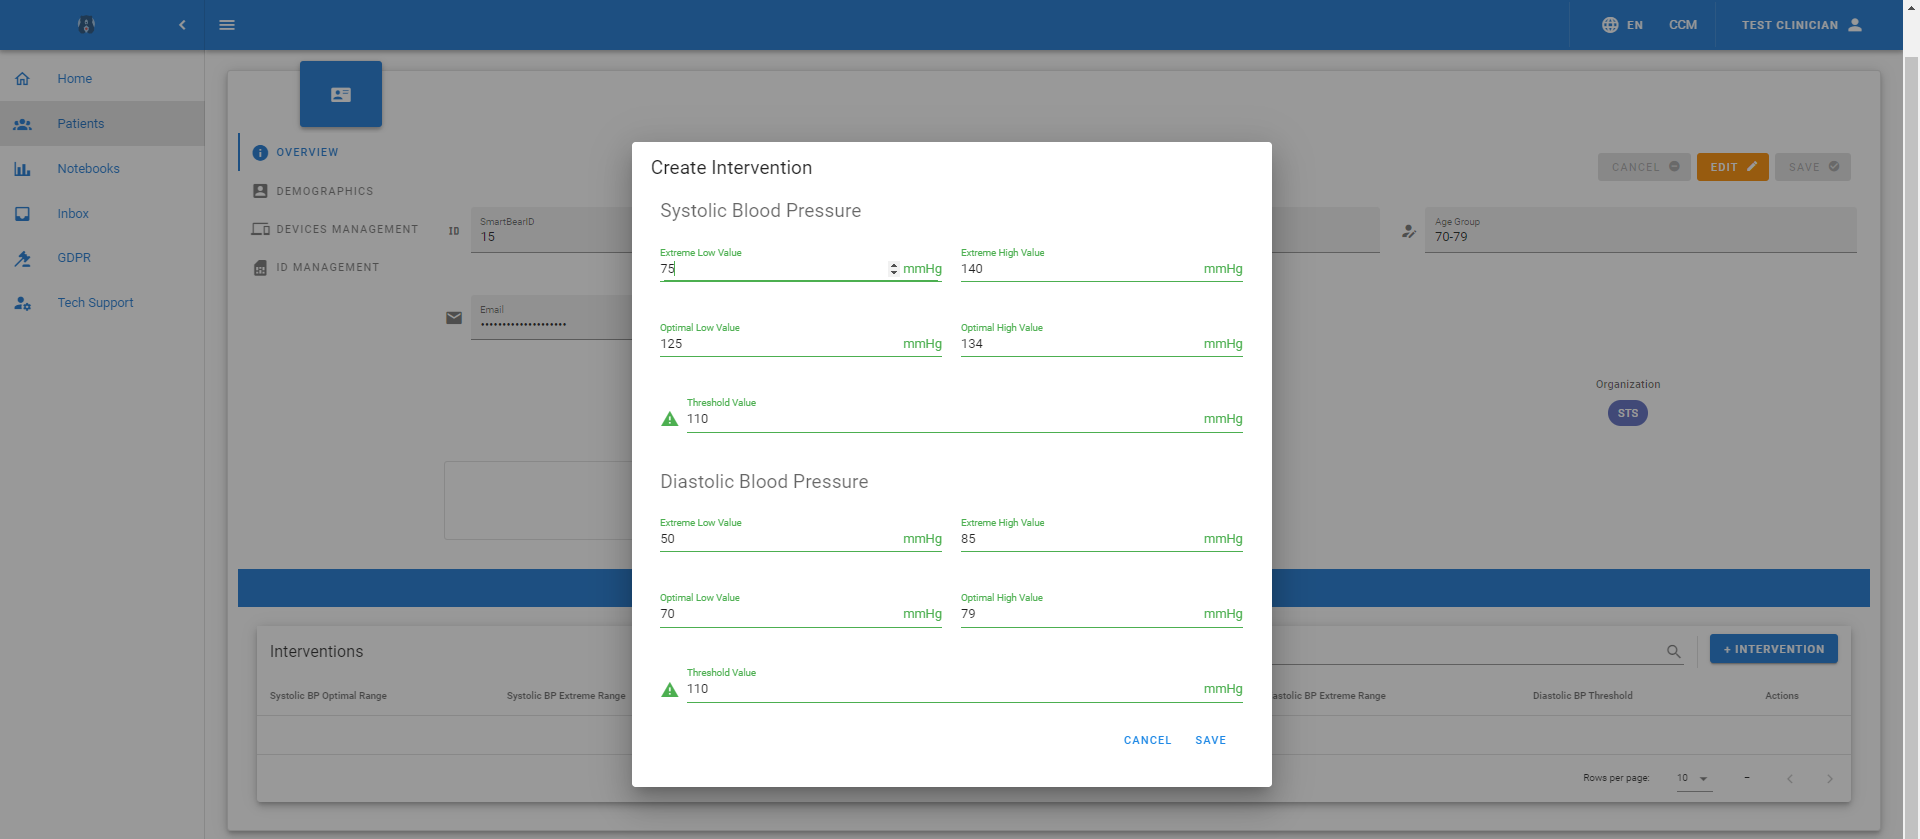 EN
CCM
TEST CLINICIAN
Home
Patients
Notebooks
Inbox
GDPR
Tech Support
OVERVIEW
DEMOGRAPHICS
DEVICES MANAGEMENT
ID MANAGEMENT
CANCEL
EDIT
SAVE
ID
SmartBearID
15
Age Group
70-79
Email
••••••••••••••••••••
Organization
STS
Create Intervention
Systolic Blood Pressure
Extreme Low Value
75 mmHg
Extreme High Value
140 mmHg
Optimal Low Value
125 mmHg
Optimal High Value
134 mmHg
Threshold Value
110 mmHg
Diastolic Blood Pressure
Extreme Low Value
50 mmHg
Extreme High Value
85 mmHg
Optimal Low Value
70 mmHg
Optimal High Value
79 mmHg
Threshold Value
110 mmHg
CANCEL SAVE
Interventions
+ INTERVENTION
Systolic BP Optimal Range
Systolic BP Extreme Range
astolic BP Extreme Range
Diastolic BP Threshold
Actions
Rows per page: 10 –